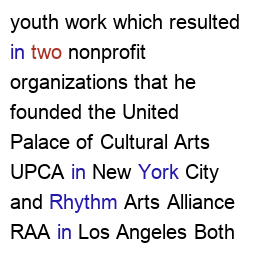 youth work which resulted
in two nonprofit
organizations that he
founded the United
Palace of Cultural Arts
UPCA in New York City
and Rhythm Arts Alliance
RAA in Los Angeles Both